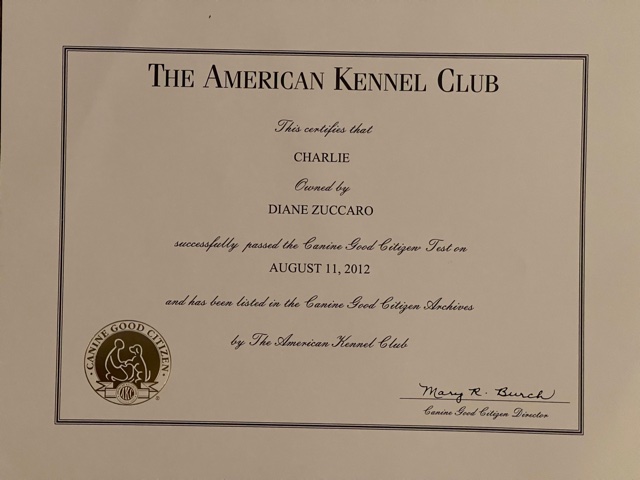 THE AMERICAN KENNEL CLUB
This certifies that
CHARLIE
Owned by
DIANE ZUCCARO
successfully passed the Canine Good Citizen Test on
AUGUST 11, 2012
and has been listed in the Canine Good Citizen Archives
by The American Kennel Club
CANINE GOOD CITIZEN
AKC
®
Mary R. Burch
Canine Good Citizen Director